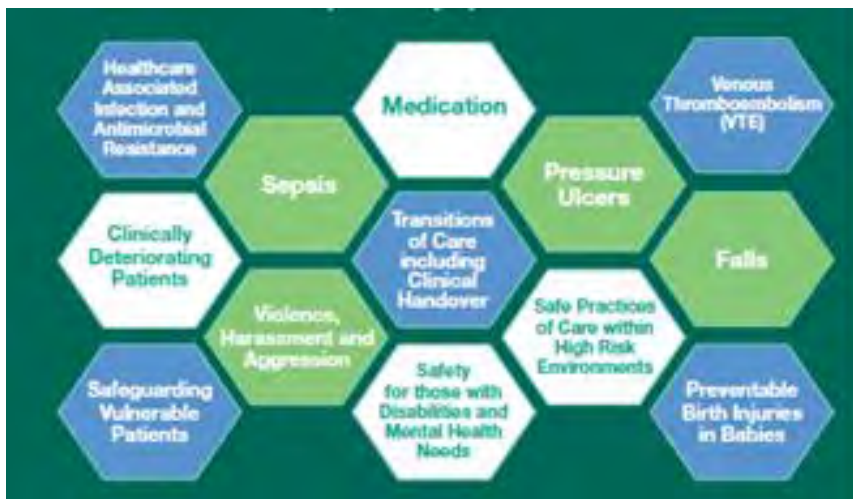 Healthcare
Associated
Infection and
Antimicrobial
Resistance
Medication
Venous
Thromboembolism
(VTE)
Sepsis
Pressure
Ulcers
Clinically
Deteriorating
Patients
Transitions
of Care
including
Clinical
Handover
Falls
Violence,
Harassment and
Aggression
Safe Practices
of Care within
High Risk
Environments
Safeguarding
Vulnerable
Patients
Safety
for those with
Disabilities and
Mental Health
Needs
Preventable
Birth Injuries
in Babies